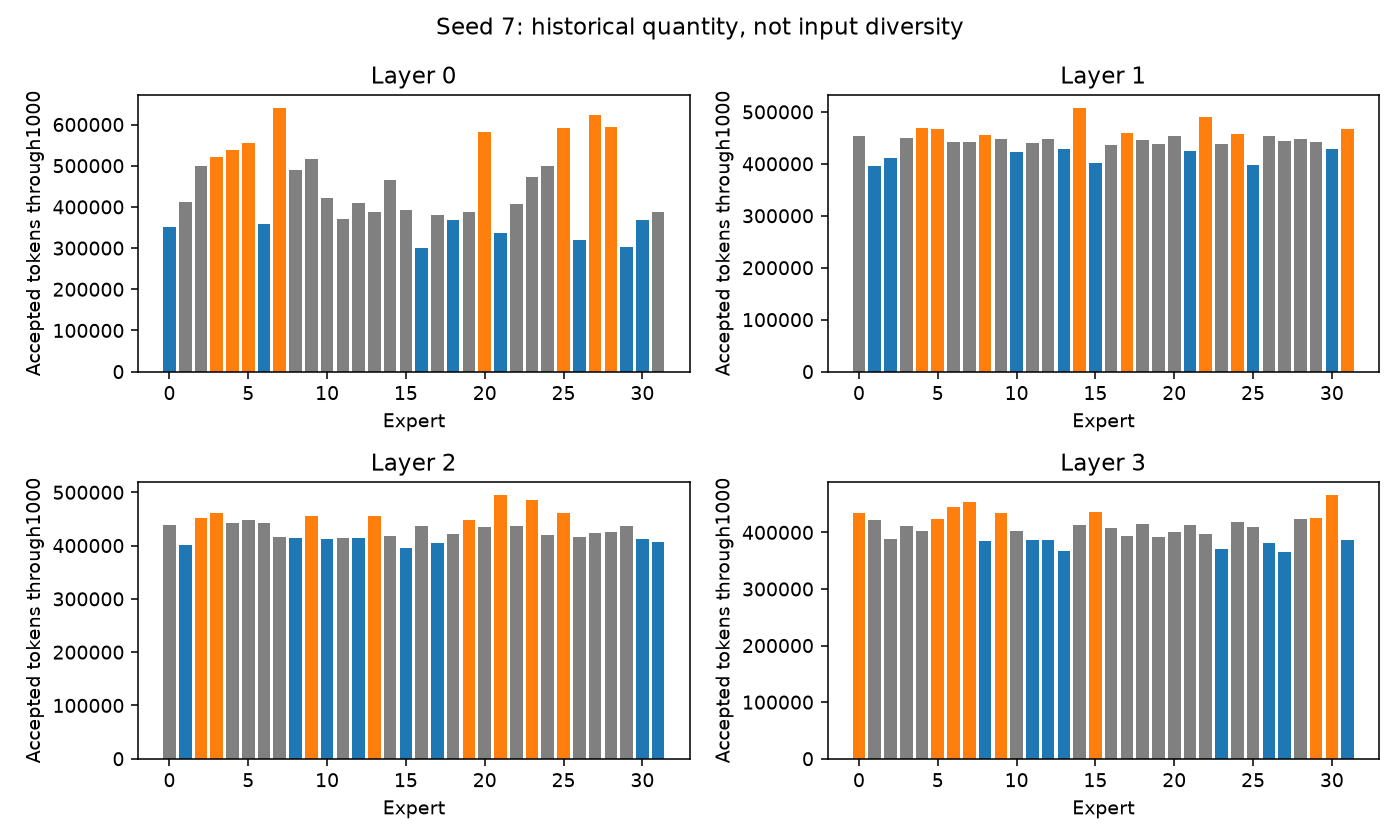 Seed 7: historical quantity, not input diversity
Layer 0
Accepted tokens through1000
600000
500000
400000
300000
200000
100000
0
0 5 10 15 20 25 30
Expert
Layer 1
Accepted tokens through1000
500000
400000
300000
200000
100000
0
0 5 10 15 20 25 30
Expert
Layer 2
Accepted tokens through1000
500000
400000
300000
200000
100000
0
0 5 10 15 20 25 30
Expert
Layer 3
Accepted tokens through1000
400000
300000
200000
100000
0
0 5 10 15 20 25 30
Expert